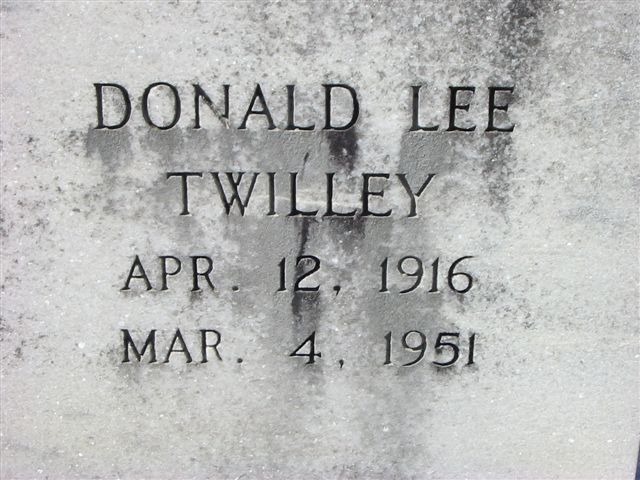 DONALD LEE
TWILLEY
APR. 12, 1916
MAR. 4, 1951